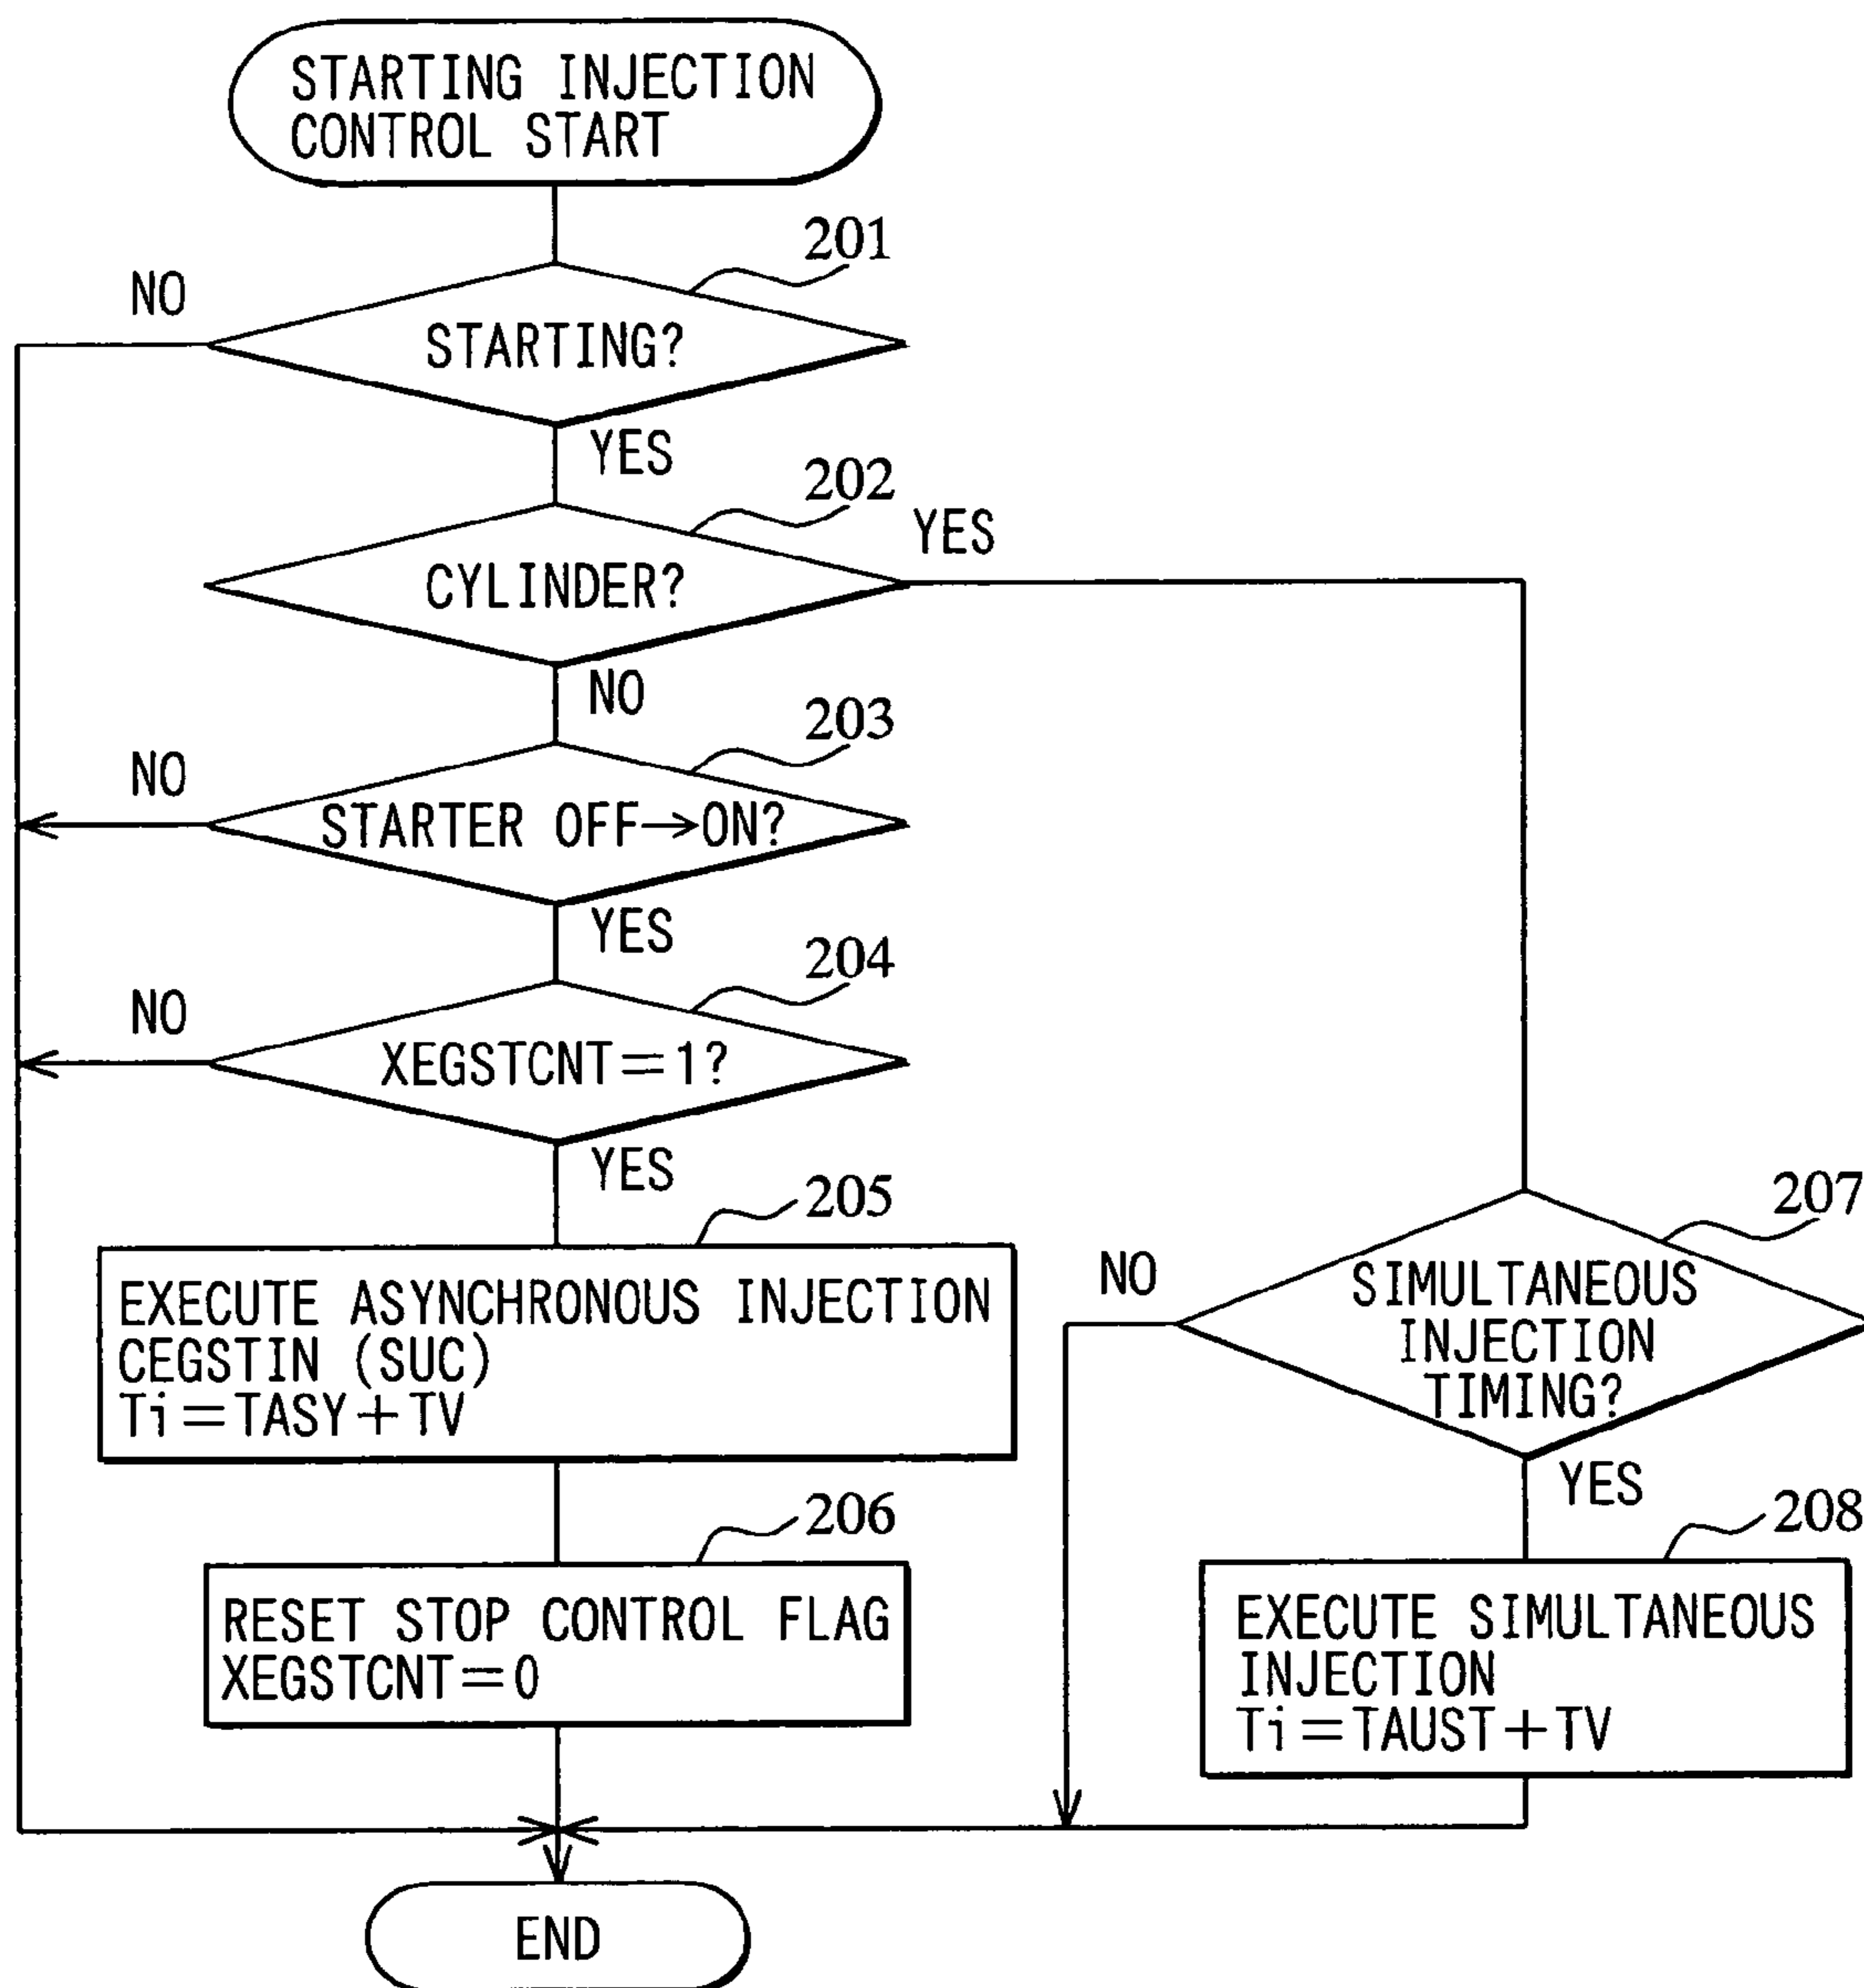 STARTING INJECTION
CONTROL START
201
NO
STARTING?
YES
202
YES
CYLINDER?
NO
203
NO
STARTER OFF→ON?
YES
204
NO
XEGSTCNT=1?
YES
205
EXECUTE ASYNCHRONOUS INJECTION
CEGSTIN (SUC)
Ti=TASY+TV
206
RESET STOP CONTROL FLAG
XEGSTCNT=0
207
NO
SIMULTANEOUS
INJECTION
TIMING?
YES
208
EXECUTE SIMULTANEOUS
INJECTION
Ti=TAUST+TV
END